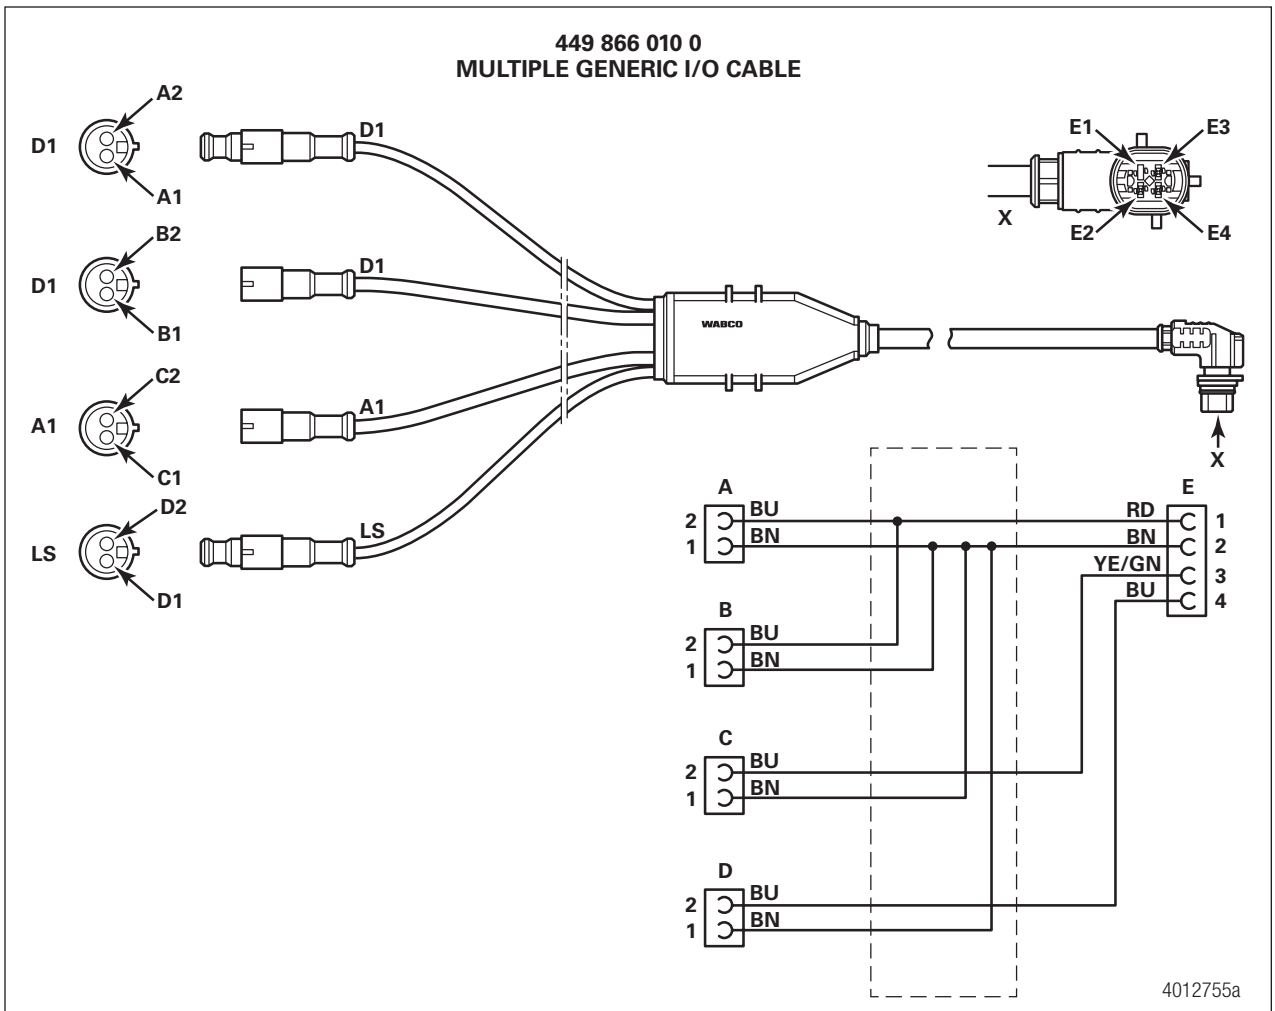 449 866 010 0
MULTIPLE GENERIC I/O CABLE
A2
D1
A1
D1
B2
D1
B1
D1
C2
A1
C1
A1
D2
LS
D1
LS
WABCO
E1
E3
X
E2
E4
X
A
2 BU
1 BN
B
2 BU
1 BN
C
2 BU
1 BN
D
2 BU
1 BN
E
RD 1
BN 2
YE/GN 3
BU 4
4012755a